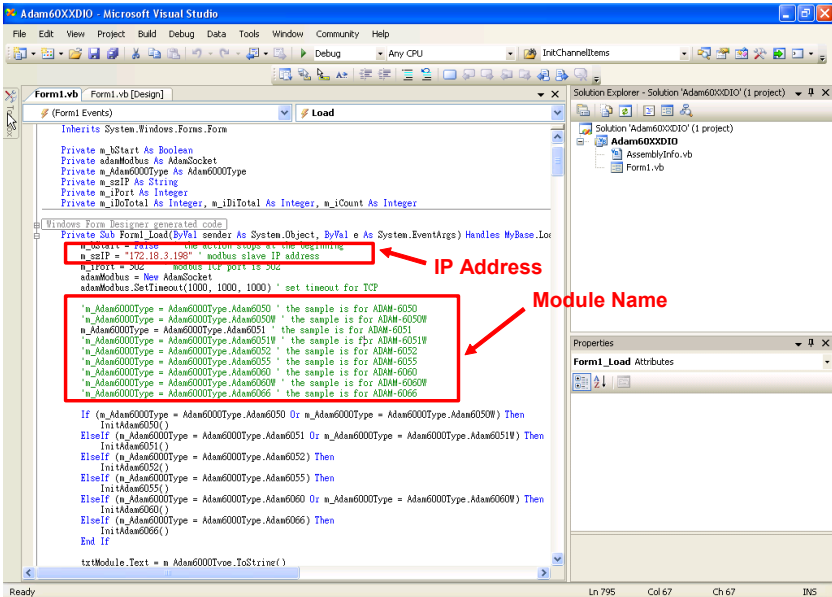 Adam60XXDIO - Microsoft Visual Studio
File Edit View Project Build Debug Data Tools Window Community Help
Debug Any CPU InitChannelItems
Form1.vb Form1.vb [Design]
Solution Explorer - Solution 'Adam60XXDIO' (1 project)
(Form1 Events) Load
Solution 'Adam60XXDIO' (1 project)
Adam60XXDIO
AssemblyInfo.vb
Form1.vb
Inherits System.Windows.Forms.Form
Private m_bStart As Boolean
Private adamModbus As AdamSocket
Private m_Adam6000Type As Adam6000Type
Private m_szIP As String
Private m_iPort As Integer
Private m_iDoTotal As Integer, m_iDiTotal As Integer, m_iCount As Integer
Windows Form Designer generated code
Private Sub Form1_Load(ByVal sender As System.Object, ByVal e As System.EventArgs) Handles MyBase.Loa
m_bStart = False ' the action stops at the beginning
m_szIP = "172.18.3.198" ' modbus slave IP address
m_iPort = 502 ' modbus TCP port is 502
adamModbus = New AdamSocket
adamModbus.SetTimeout(1000, 1000, 1000) ' set timeout for TCP
IP Address
Module Name
'm_Adam6000Type = Adam6000Type.Adam6050 ' the sample is for ADAM-6050
'm_Adam6000Type = Adam6000Type.Adam6050W ' the sample is for ADAM-6050W
m_Adam6000Type = Adam6000Type.Adam6051 ' the sample is for ADAM-6051
'm_Adam6000Type = Adam6000Type.Adam6051W ' the sample is for ADAM-6051W
'm_Adam6000Type = Adam6000Type.Adam6052 ' the sample is for ADAM-6052
'm_Adam6000Type = Adam6000Type.Adam6055 ' the sample is for ADAM-6055
'm_Adam6000Type = Adam6000Type.Adam6060 ' the sample is for ADAM-6060
'm_Adam6000Type = Adam6000Type.Adam6060W ' the sample is for ADAM-6060W
'm_Adam6000Type = Adam6000Type.Adam6066 ' the sample is for ADAM-6066
Properties
Form1_Load Attributes
If (m_Adam6000Type = Adam6000Type.Adam6050 Or m_Adam6000Type = Adam6000Type.Adam6050W) Then
InitAdam6050()
ElseIf (m_Adam6000Type = Adam6000Type.Adam6051 Or m_Adam6000Type = Adam6000Type.Adam6051W) Then
InitAdam6051()
ElseIf (m_Adam6000Type = Adam6000Type.Adam6052) Then
InitAdam6052()
ElseIf (m_Adam6000Type = Adam6000Type.Adam6055) Then
InitAdam6055()
ElseIf (m_Adam6000Type = Adam6000Type.Adam6060 Or m_Adam6000Type = Adam6000Type.Adam6060W) Then
InitAdam6060()
ElseIf (m_Adam6000Type = Adam6000Type.Adam6066) Then
InitAdam6066()
End If
txtModule.Text = m_Adam6000Type.ToString()
Ready Ln 795 Col 67 Ch 67 INS